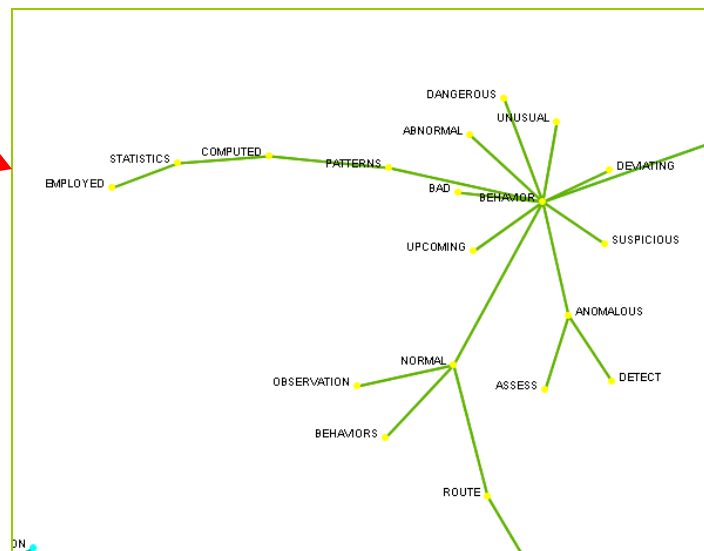 DANGEROUS
UNUSUAL
ABNORMAL
COMPUTED
STATISTICS
PATTERNS
DEVIATING
EMPLOYED
BAD
BEHAVIOR
SUSPICIOUS
UPCOMING
ANOMALOUS
NORMAL
OBSERVATION
DETECT
ASSESS
BEHAVIORS
ROUTE
ON